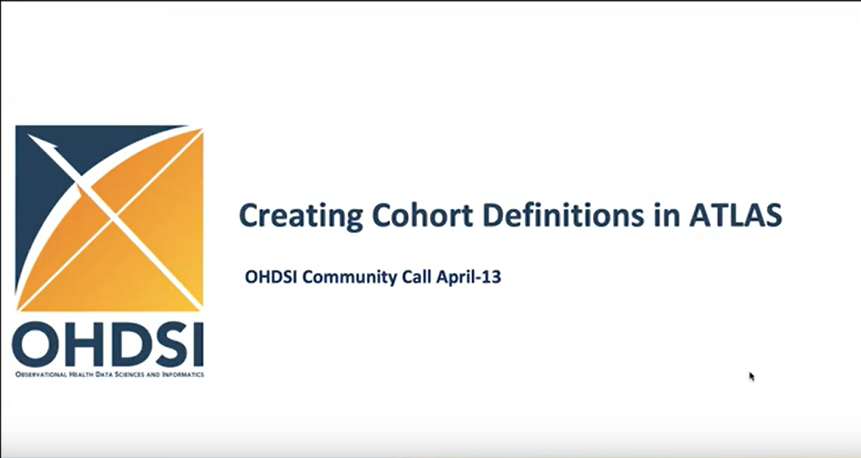 Creating Cohort Definitions in ATLAS
OHDSI Community Call April-13
OHDSI
OBSERVATIONAL HEALTH DATA SCIENCES AND INFORMATICS